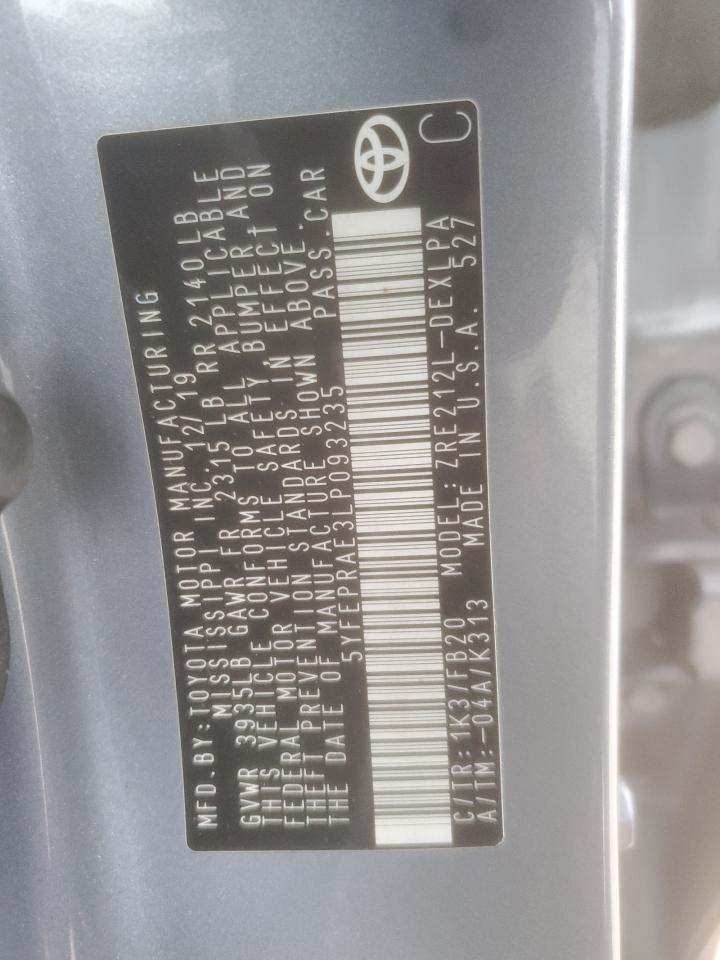 MFD.BY:TOYOTA MOTOR MANUFACTURING
MISSISSIPPI INC. 12/19
GVWR 3935LB GAWR FR 2315 LB RR 2140LB
THIS VEHICLE CONFORMS TO ALL APPLICABLE
FEDERAL MOTOR VEHICLE SAFETY BUMPER AND
THEFT PREVENTION STANDARDS IN EFFECT ON
THE DATE OF MANUFACTURE SHOWN ABOVE.
5YFEPRAE3LP093235 PASS.CAR
C/TR:1K3/FB20 MODEL:ZRE212L-DEXLPA
A/TM:-04A/K313 MADE IN U.S.A. 527
C